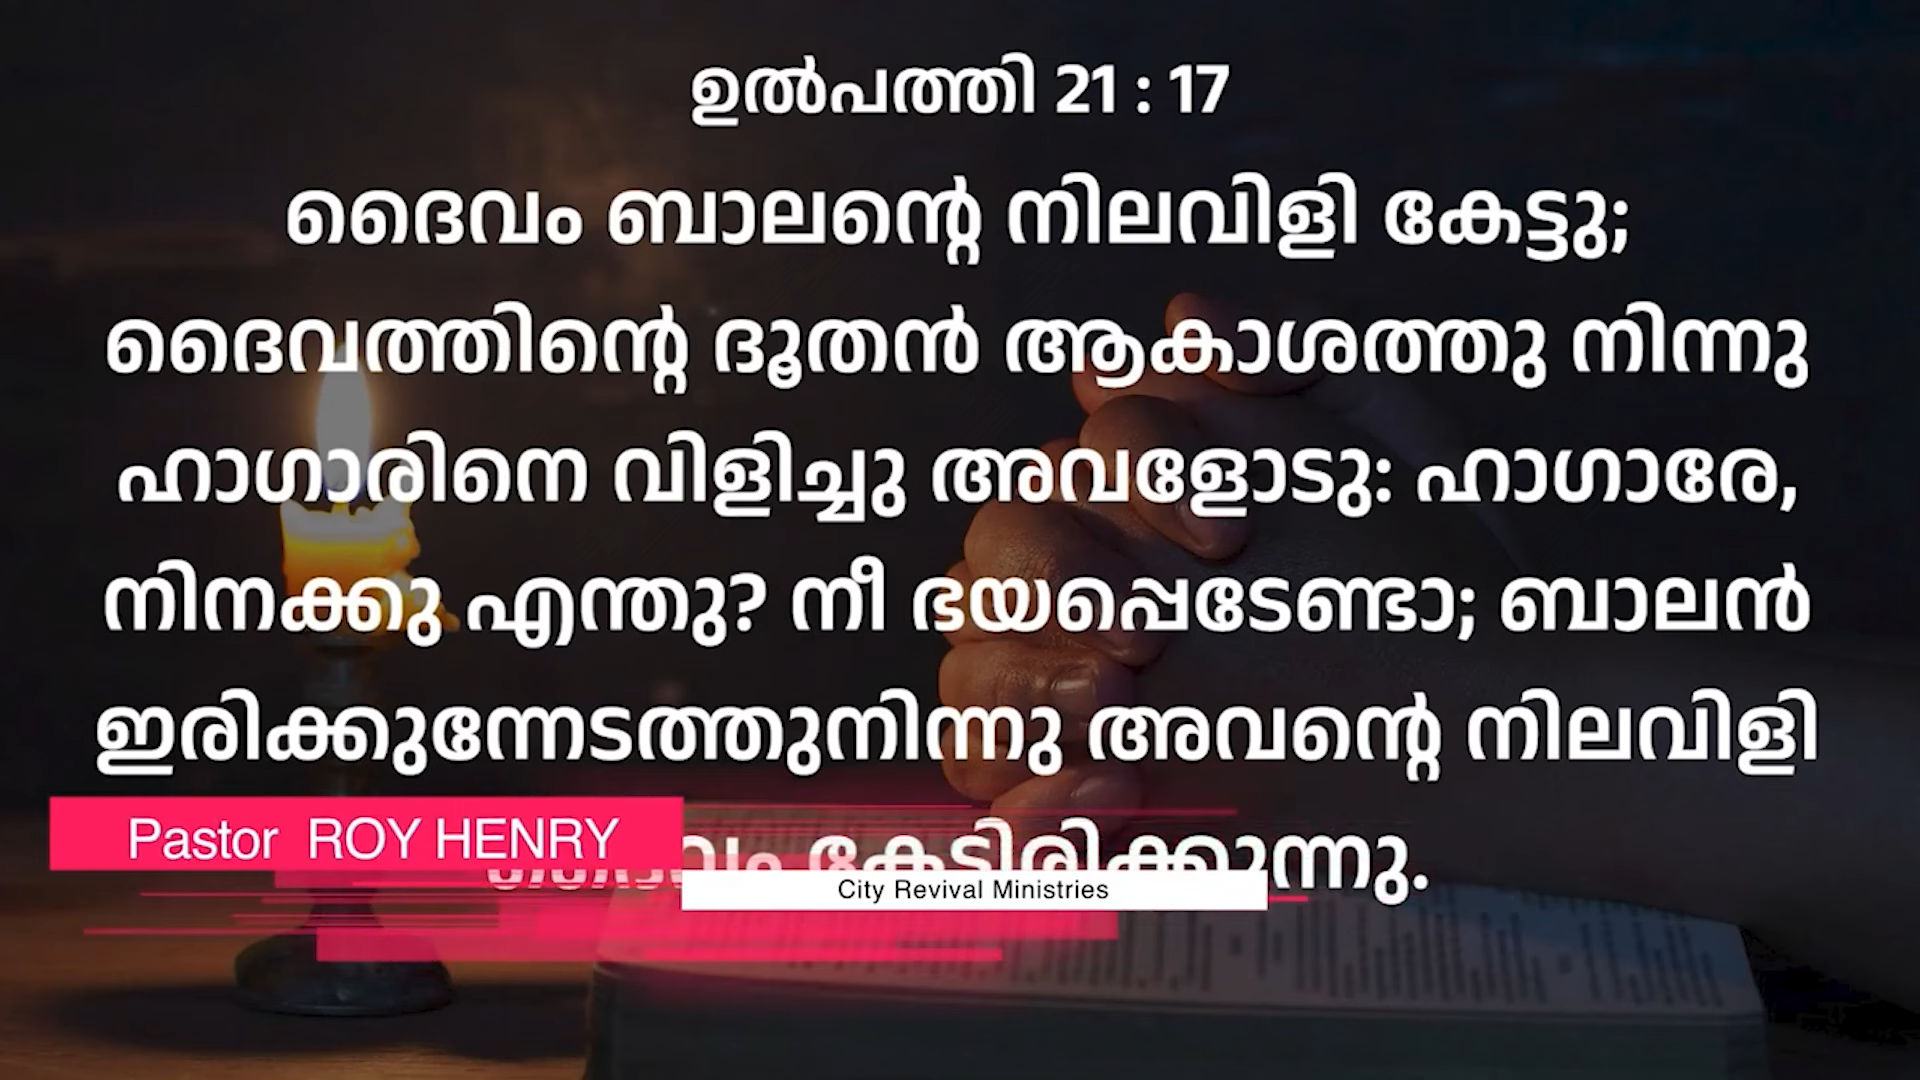 ഉൽപത്തി 21 : 17
ദൈവം ബാലന്റെ നിലവിളി കേട്ടു;
ദൈവത്തിന്റെ ദൂതൻ ആകാശത്തു നിന്നു
ഹാഗാരിനെ വിളിച്ചു അവളോടു: ഹാഗാരേ,
നിനക്കു എന്തു? നീ ഭയപ്പെടേണ്ടാ; ബാലൻ
ഇരിക്കുന്നേടത്തുനിന്നു അവന്റെ നിലവിളി
Pastor ROY HENRY
City Revival Ministries